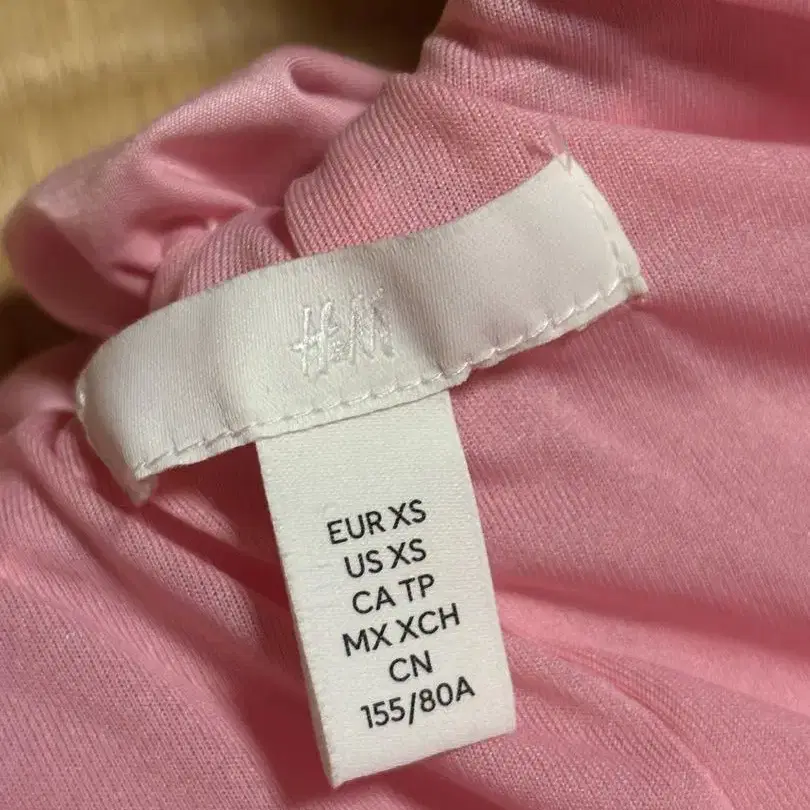 H&M
EUR XS
US XS
CA TP
MX XCH
CN
155/80A